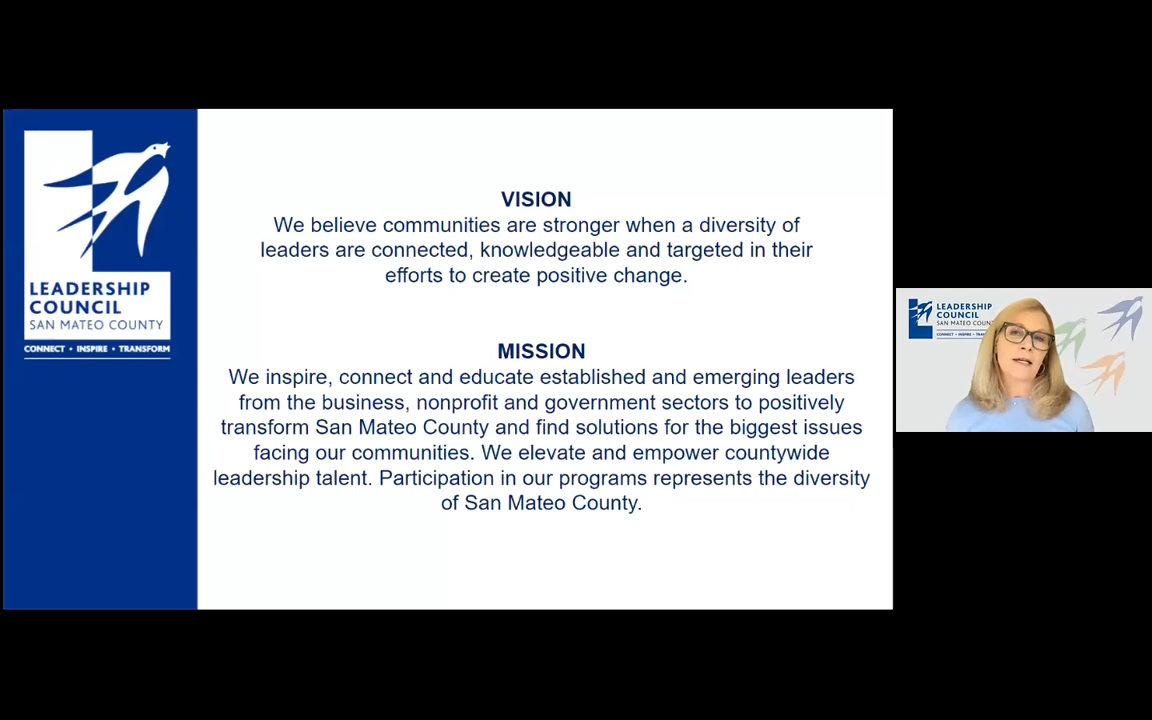 LEADERSHIP
COUNCIL
SAN MATEO COUNTY
CONNECT • INSPIRE • TRANSFORM
VISION
We believe communities are stronger when a diversity of
leaders are connected, knowledgeable and targeted in their
efforts to create positive change.
MISSION
We inspire, connect and educate established and emerging leaders
from the business, nonprofit and government sectors to positively
transform San Mateo County and find solutions for the biggest issues
facing our communities. We elevate and empower countywide
leadership talent. Participation in our programs represents the diversity
of San Mateo County.
LEADERSHIP
COUNCIL
SAN MATEO
CONNECT • INSPIRE